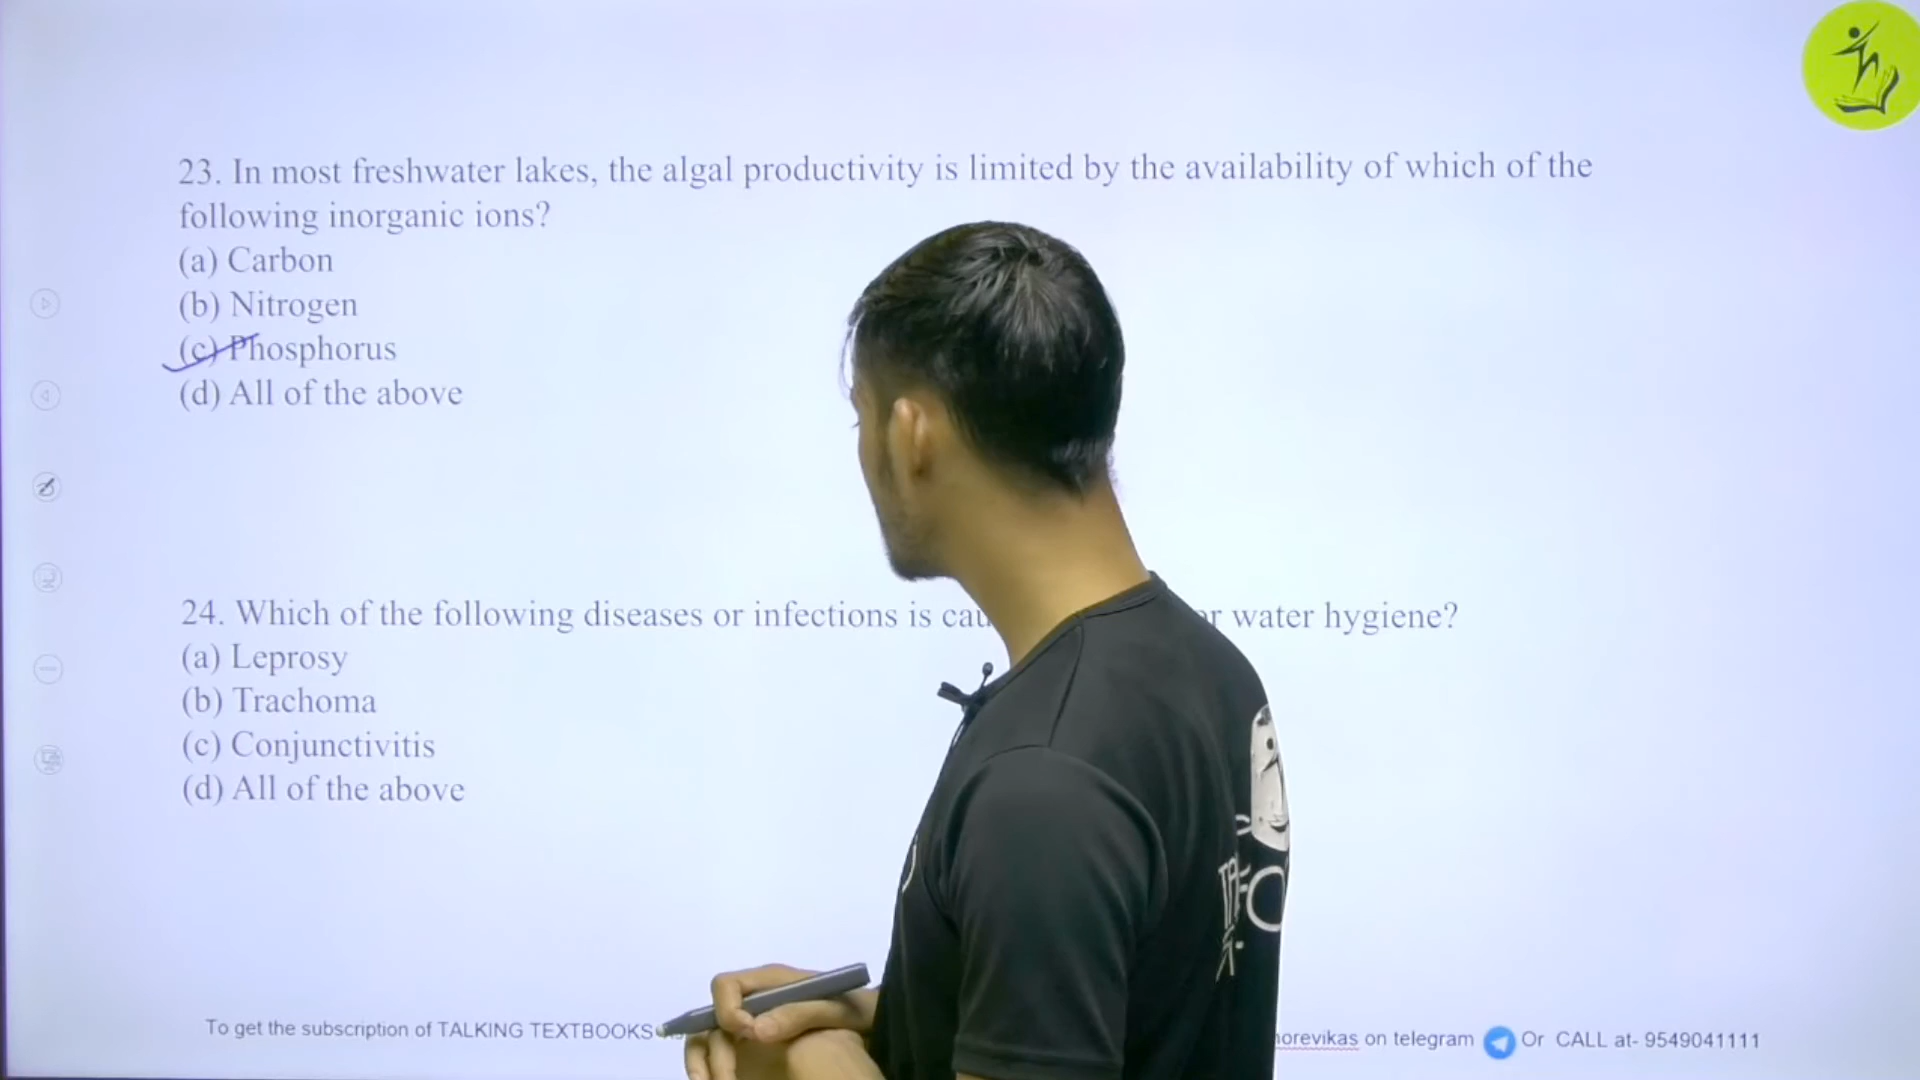 23. In most freshwater lakes, the algal productivity is limited by the availability of which of the
following inorganic ions?
(a) Carbon
(b) Nitrogen
(c) Phosphorus
(d) All of the above
24. Which of the following diseases or infections is water hygiene?
(a) Leprosy
(b) Trachoma
(c) Conjunctivitis
(d) All of the above
To get the subscription of TALKING TEXTBOOKS on telegram Or CALL at- 9549041111